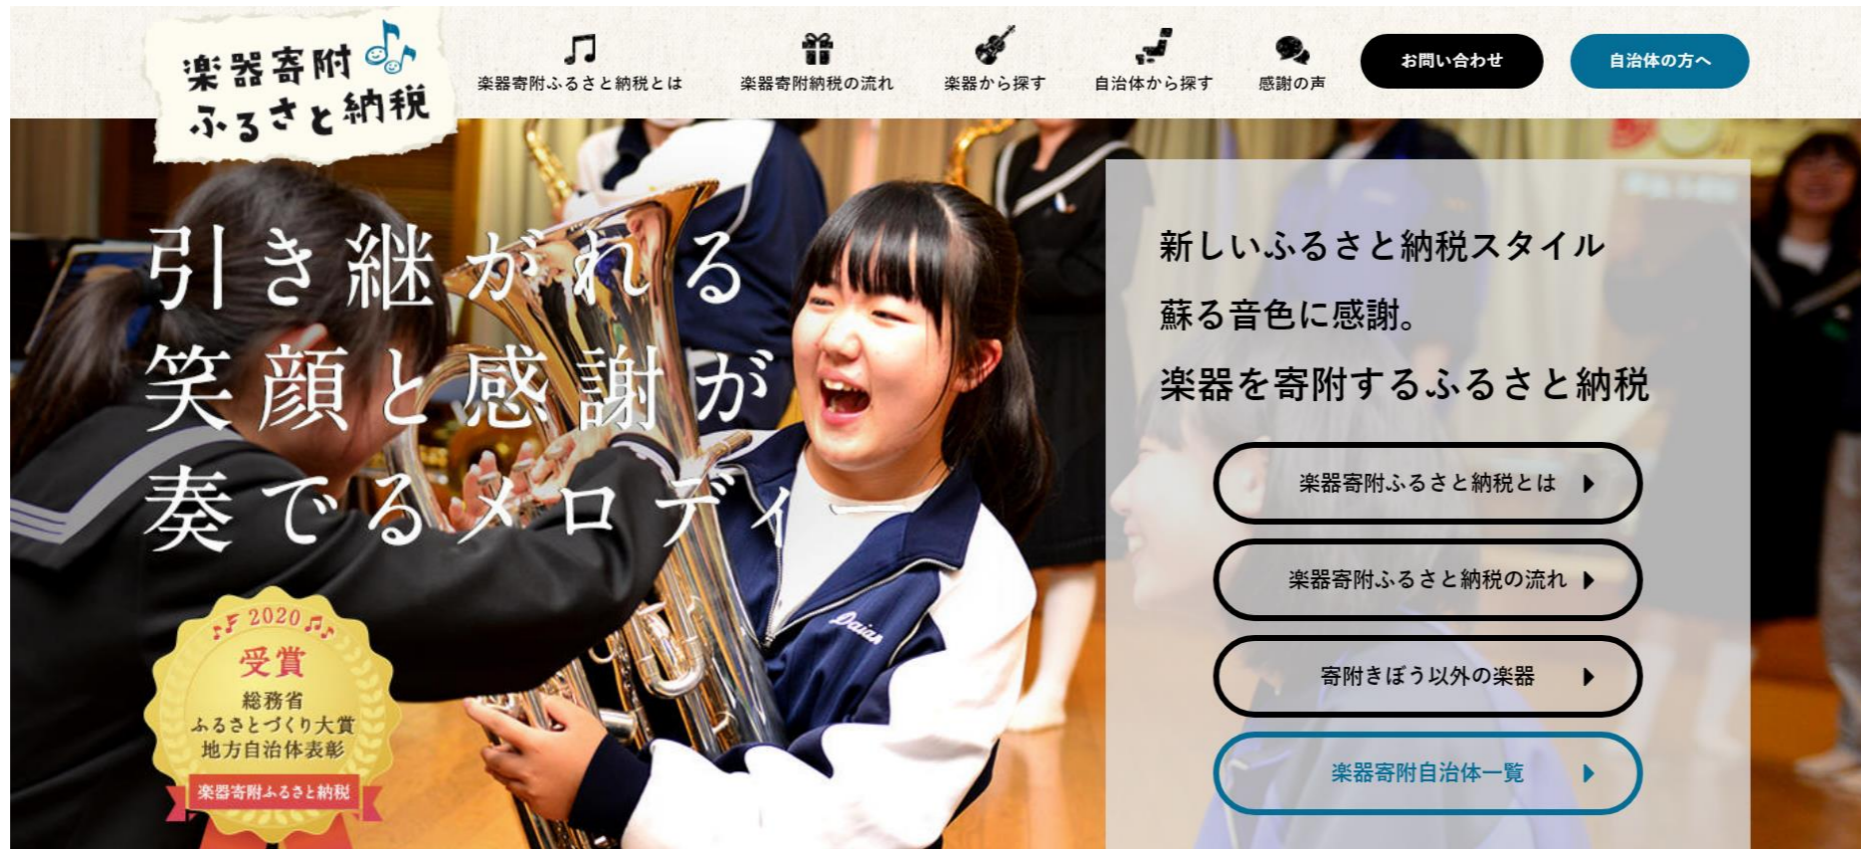 楽器寄附
ふるさと納税
楽器寄附ふるさと納税とは
楽器寄附納税の流れ
楽器から探す
自治体から探す
感謝の声
お問い合わせ
自治体の方へ
引き継がれる
笑顔と感謝が
奏でるメロディー
2020
受賞
総務省
ふるさとづくり大賞
地方自治体表彰
楽器寄附ふるさと納税
Daian
新しいふるさと納税スタイル
蘇る音色に感謝。
楽器を寄附するふるさと納税
楽器寄附ふるさと納税とは
楽器寄附ふるさと納税の流れ
寄附きぼう以外の楽器
楽器寄附自治体一覧